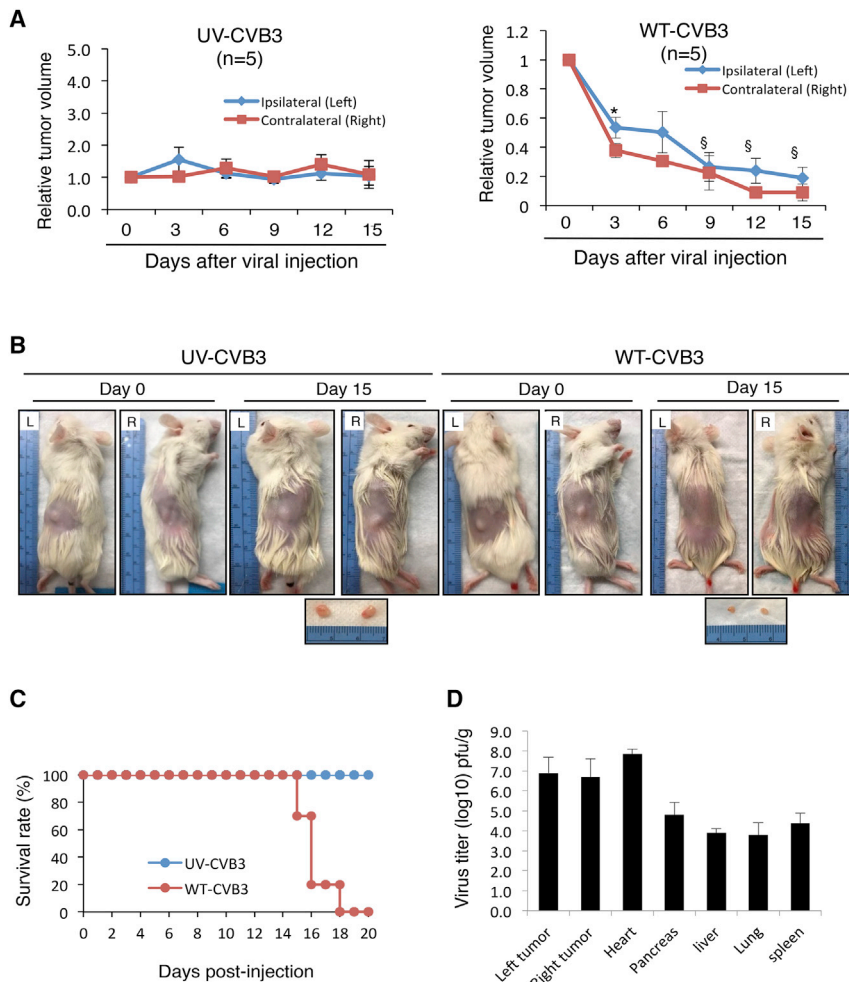 A
UV-CVB3
(n=5)
Relative tumor volume
5.0
4.0
3.0
2.0
1.0
0.0
Ipsilateral (Left)
Contralateral (Right)
0 3 6 9 12 15
Days after viral injection
WT-CVB3
(n=5)
Relative tumor volume
1.2
1
0.8
0.6
0.4
0.2
0
Ipsilateral (Left)
Contralateral (Right)
*
§ § §
0 3 6 9 12 15
Days after viral injection
B
UV-CVB3 WT-CVB3
Day 0 Day 15 Day 0 Day 15
L R L R L R L R
C
Survival rate (%)
100
80
60
40
20
0
UV-CVB3
WT-CVB3
0 2 4 6 8 10 12 14 16 18 20
Days post-injection
D
Virus titer (log10) pfu/g
9.0
8.0
7.0
6.0
5.0
4.0
3.0
2.0
1.0
0.0
Left tumor
Right tumor
Heart
Pancreas
liver
Lung
spleen